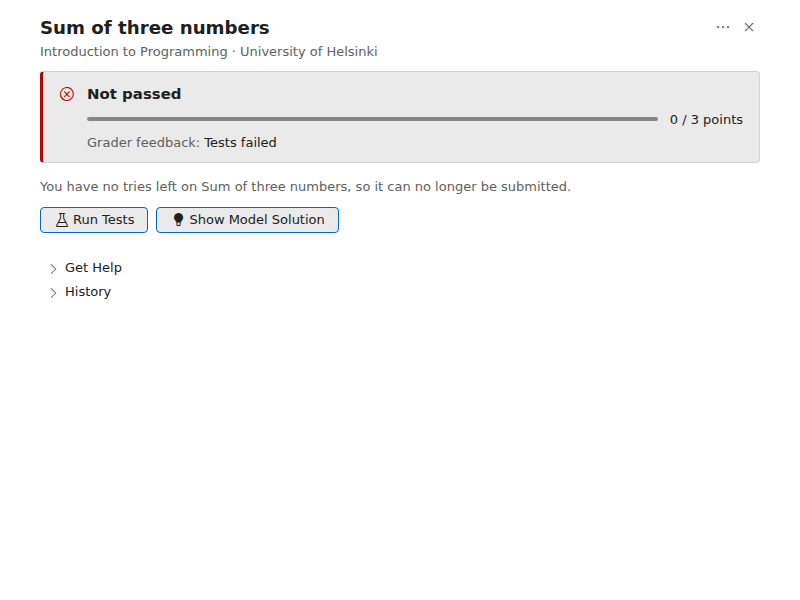 Sum of three numbers
Introduction to Programming · University of Helsinki
Not passed
0 / 3 points
Grader feedback: Tests failed
You have no tries left on Sum of three numbers, so it can no longer be submitted.
Run Tests
Show Model Solution
Get Help
History